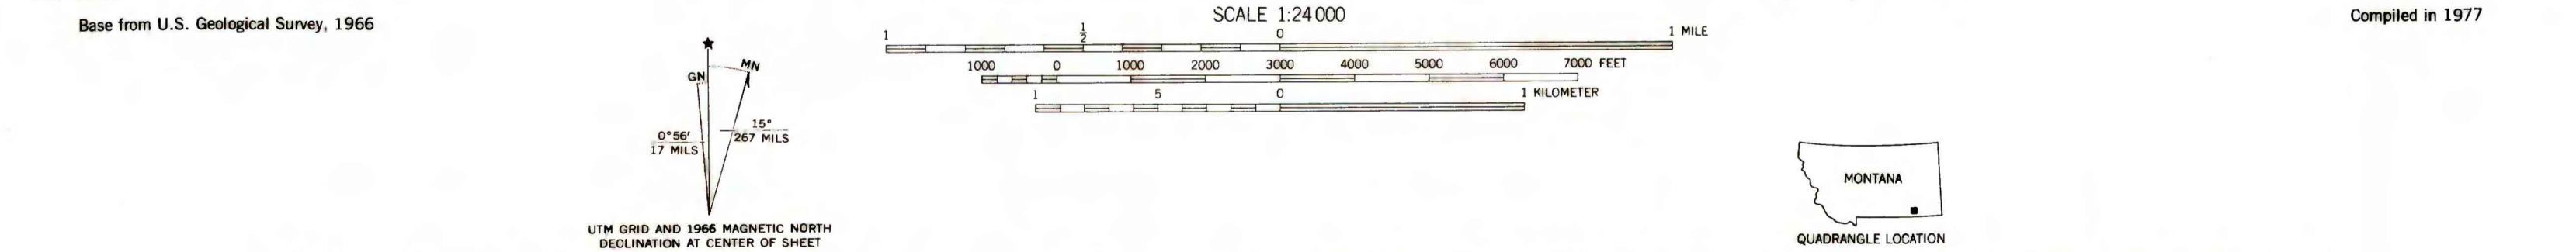 Base from U.S. Geological Survey, 1966
SCALE 1:24 000
1 1/2 0 1 MILE
1000 0 1000 2000 3000 4000 5000 6000 7000 FEET
1 5 0 1 KILOMETER
Compiled in 1977
GN MN
0°56′
17 MILS
15°
267 MILS
UTM GRID AND 1966 MAGNETIC NORTH
DECLINATION AT CENTER OF SHEET
MONTANA
QUADRANGLE LOCATION